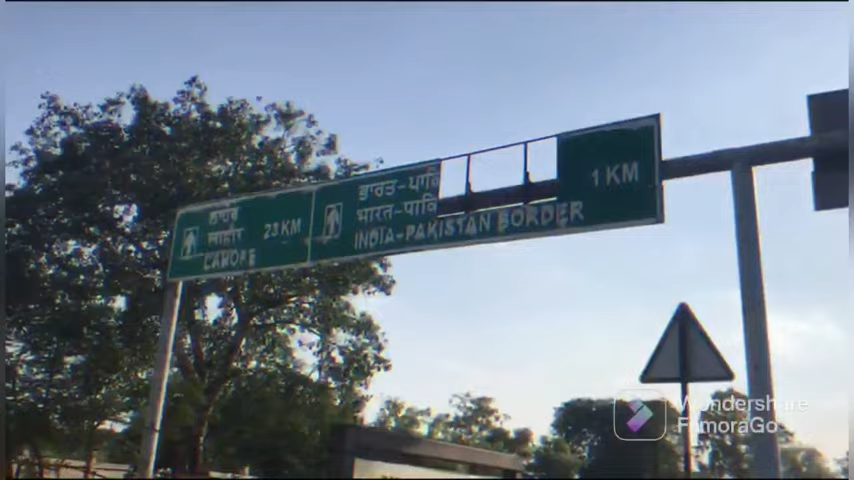 ਲਾਹੌਰ
लाहौर
LAHORE
23 KM
ਭਾਰਤ-ਪਾਕਿ
भारत-पाकि
INDIA-PAKISTAN BORDER
1 KM
Wondershare
FilmoraGo